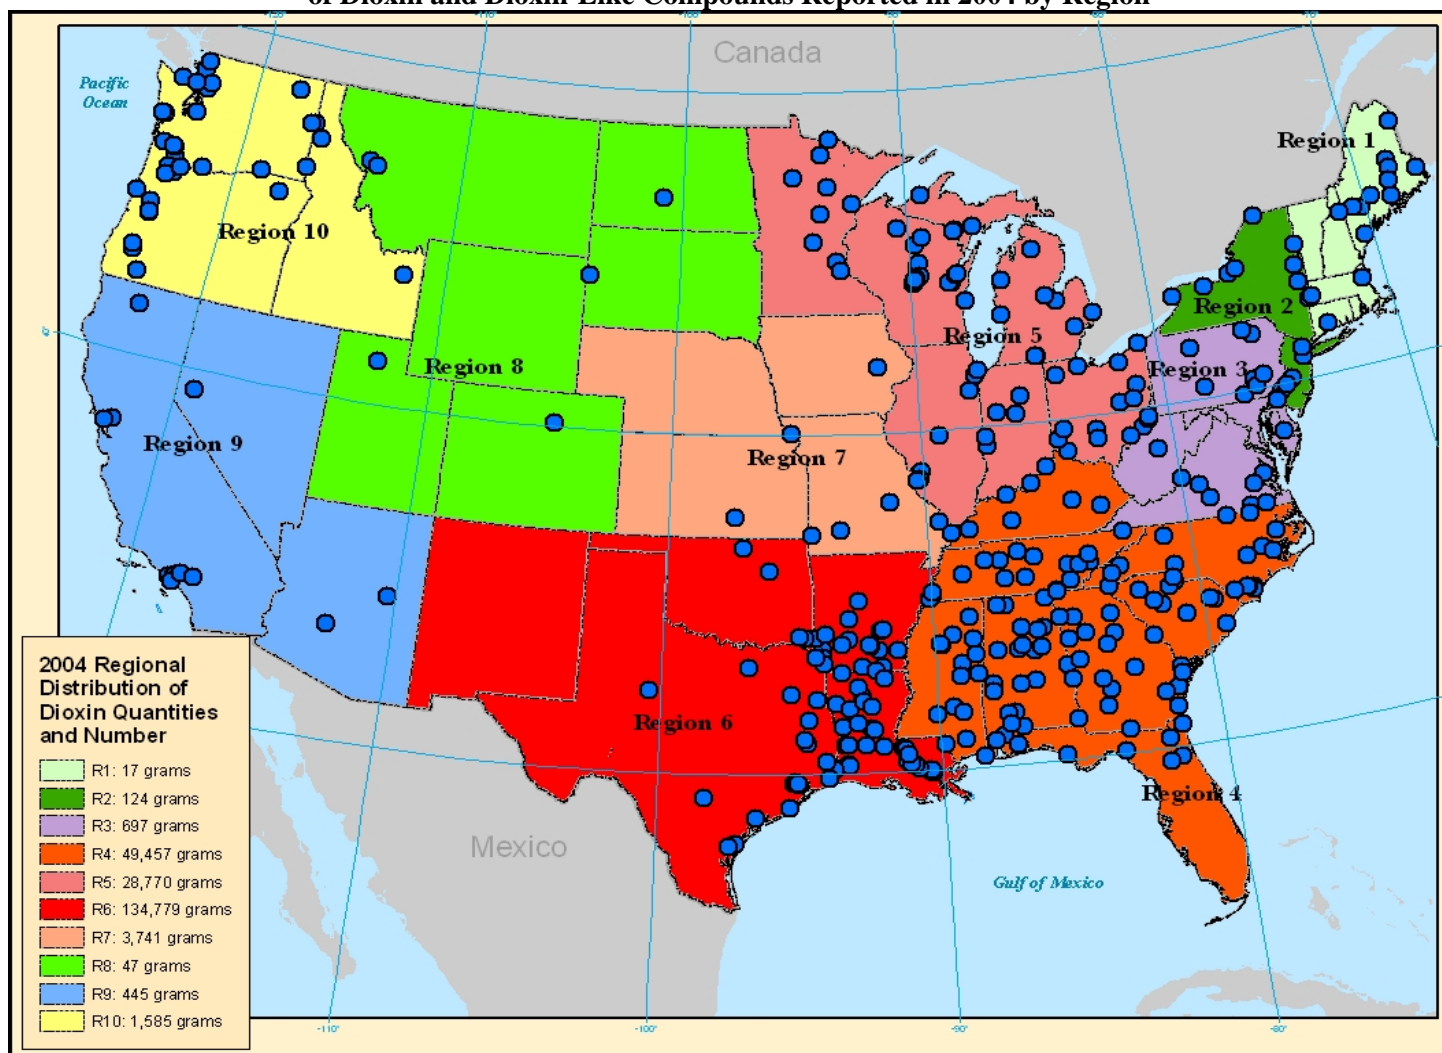 of Dioxin and Dioxin-Like Compounds Reported in 2004 by Region
Canada
Pacific
Ocean
Region 1
Region 10
Region 2
Region 5
Region 8
Region 3
Region 9
Region 7
Region 6
Region 4
Mexico
Gulf of Mexico
2004 Regional
Distribution of
Dioxin Quantities
and Number
R1: 17 grams
R2: 124 grams
R3: 697 grams
R4: 49,457 grams
R5: 28,770 grams
R6: 134,779 grams
R7: 3,741 grams
R8: 47 grams
R9: 445 grams
R10: 1,585 grams
-110°
-100°
-90°
-80°